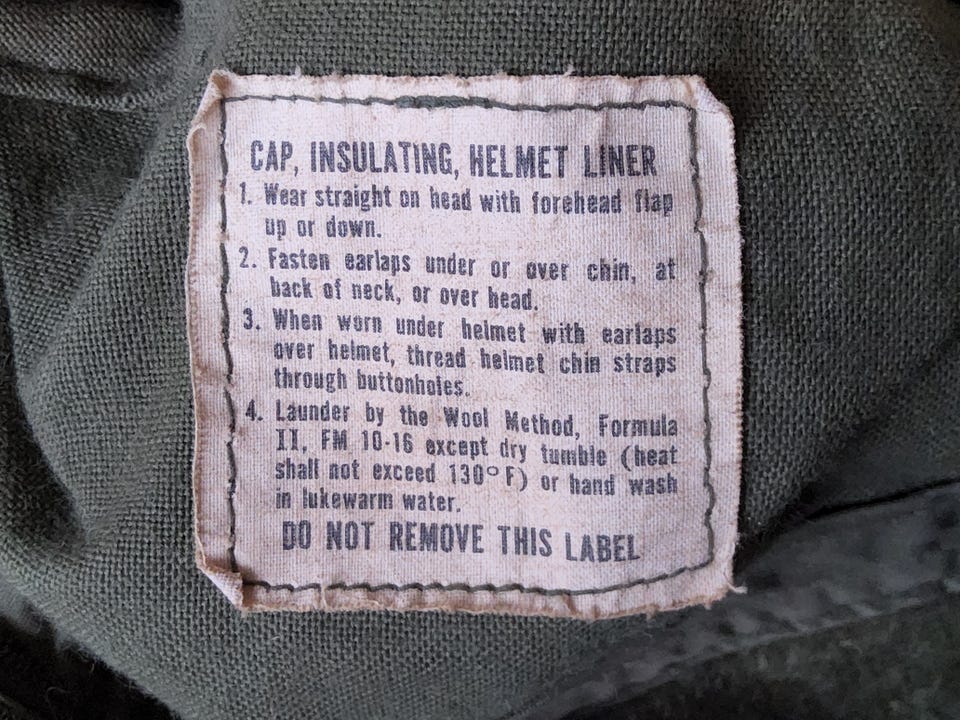 CAP, INSULATING, HELMET LINER
1. Wear straight on head with forehead flap
up or down.
2. Fasten earlaps under or over chin, at
back of neck, or over head.
3. When worn under helmet with earlaps
over helmet, thread helmet chin straps
through buttonholes.
4. Launder by the Wool Method, Formula
II, FM 10-16 except dry tumble (heat
shall not exceed 130° F) or hand wash
in lukewarm water.
DO NOT REMOVE THIS LABEL